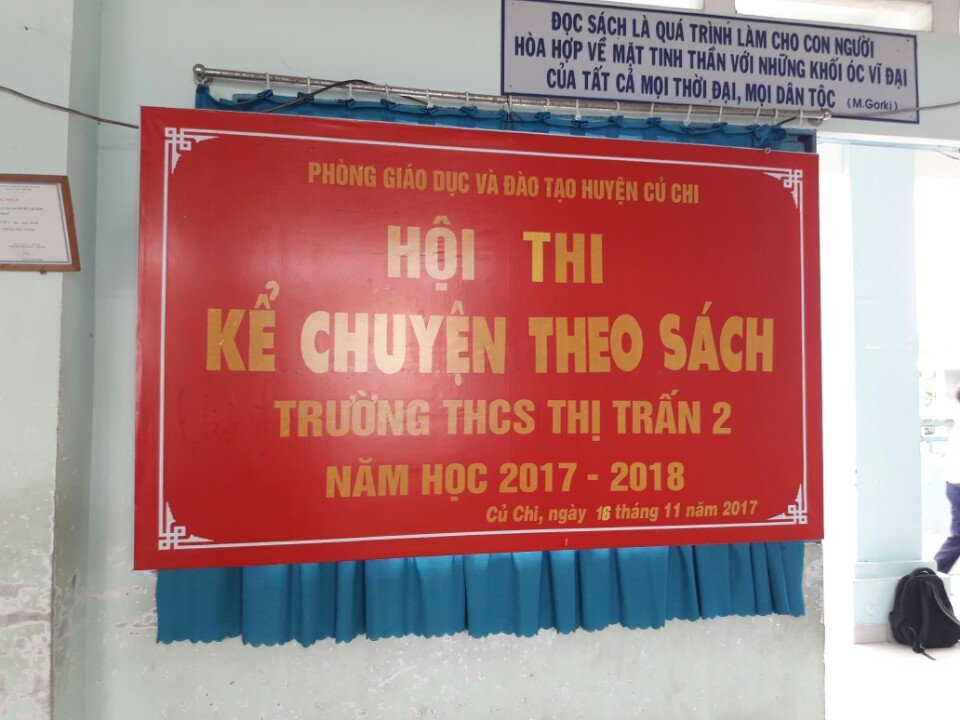 ĐỌC SÁCH LÀ QUÁ TRÌNH LÀM CHO CON NGƯỜI
HÒA HỢP VỀ MẶT TINH THẦN VỚI NHỮNG KHỐI ÓC VĨ ĐẠI
CỦA TẤT CẢ MỌI THỜI ĐẠI, MỌI DÂN TỘC (M.Gorki)
PHÒNG GIÁO DỤC VÀ ĐÀO TẠO HUYỆN CỦ CHI
HỘI THI
KỂ CHUYỆN THEO SÁCH
TRƯỜNG THCS THỊ TRẤN 2
NĂM HỌC 2017 - 2018
Củ Chi, ngày 16 tháng 11 năm 2017